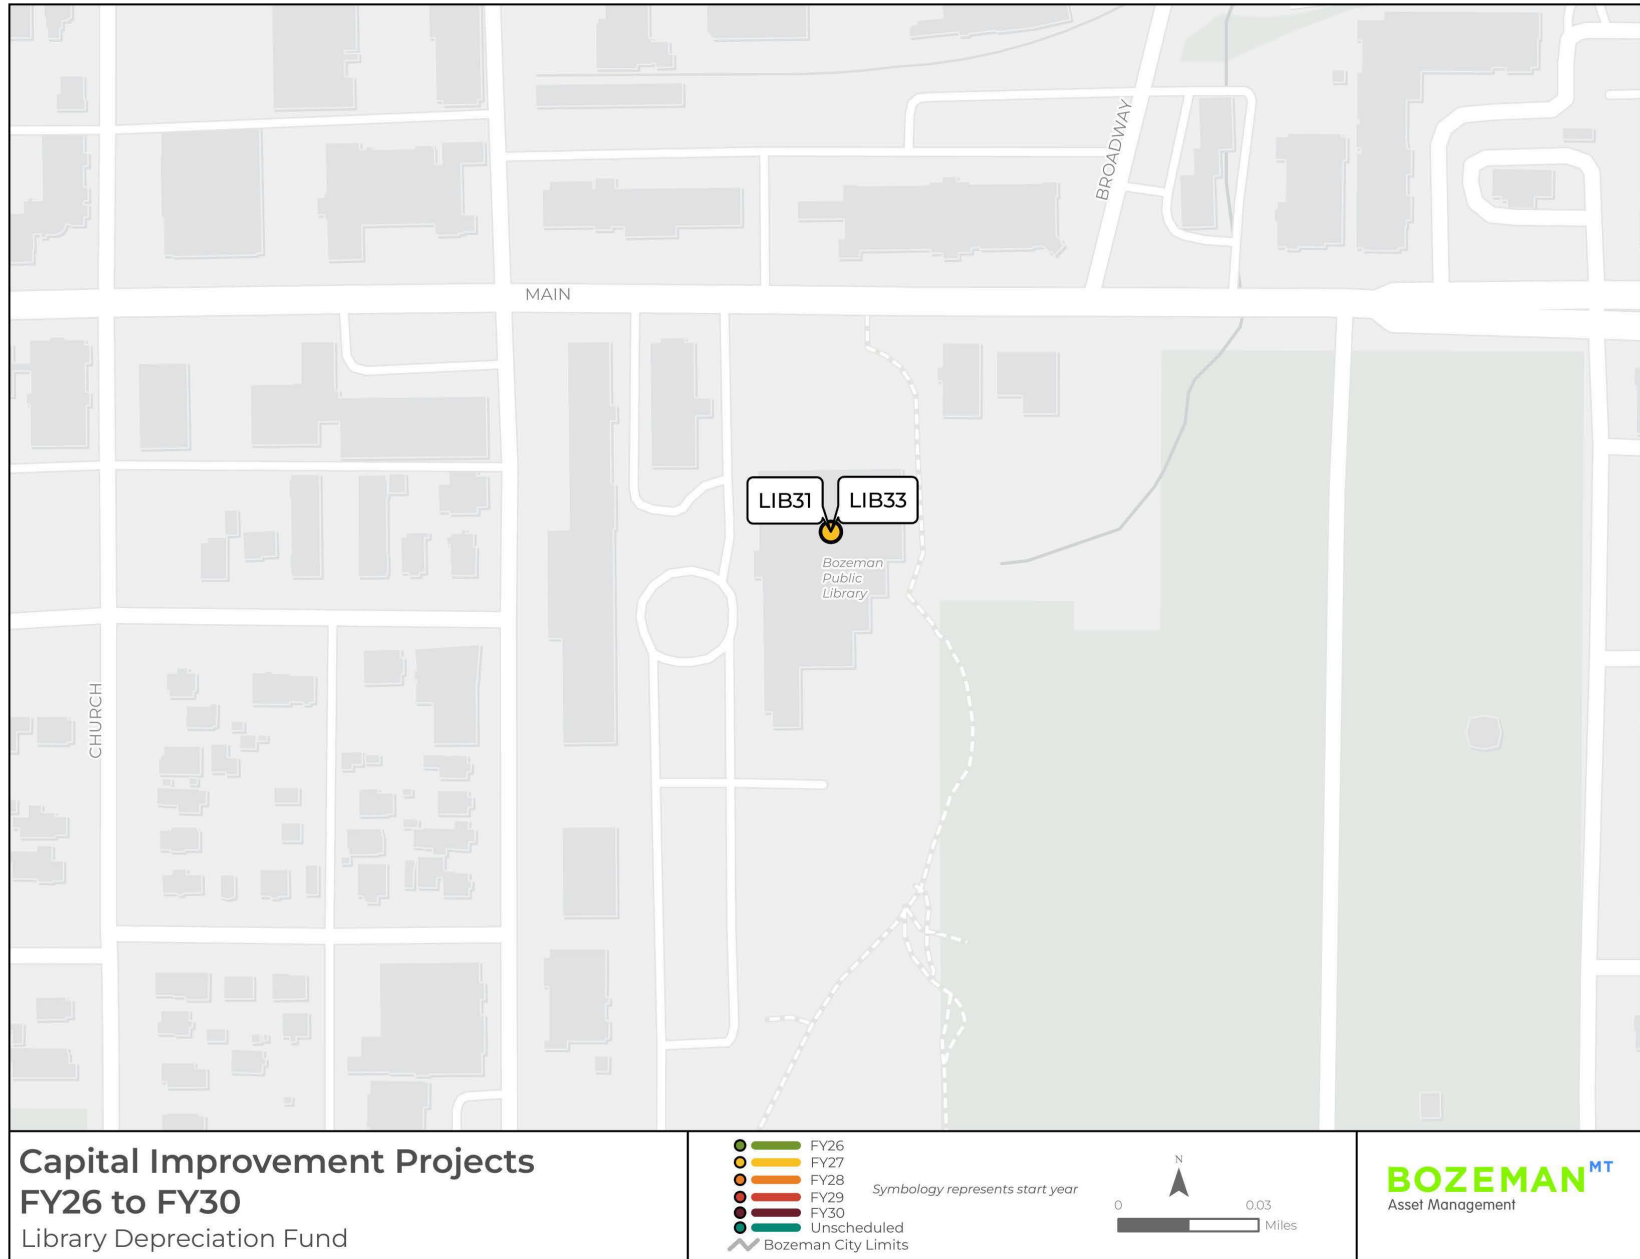 BROADWAY
MAIN
LIB31
LIB33
Bozeman
Public
Library
CHURCH
Capital Improvement Projects
FY26 to FY30
Library Depreciation Fund
FY26
FY27
FY28
FY29
FY30
Unscheduled
Bozeman City Limits
Symbology represents start year
N
0 0.03
Miles
BOZEMAN MT
Asset Management